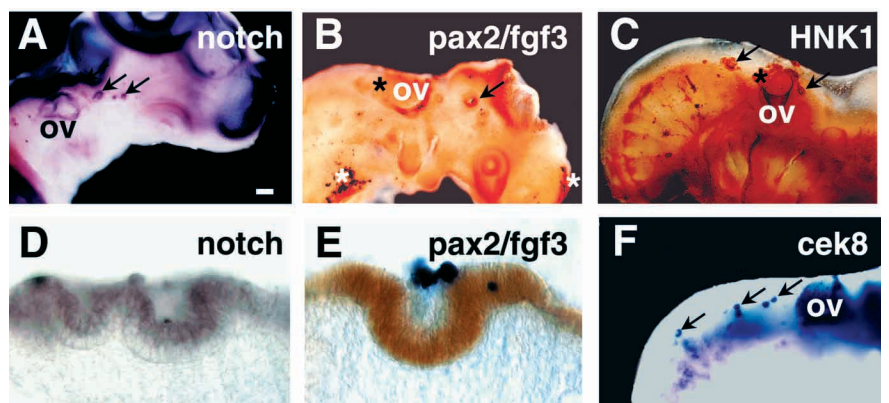 A notch
ov
B pax2/fgf3
* ov
* *
C HNK1
*
ov
D notch
E pax2/fgf3
F cek8
ov